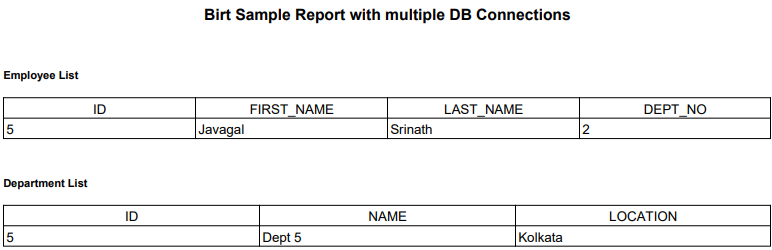 Birt Sample Report with multiple DB Connections
Employee List
ID FIRST_NAME LAST_NAME DEPT_NO
5 Javagal Srinath 2
Department List
ID NAME LOCATION
5 Dept 5 Kolkata